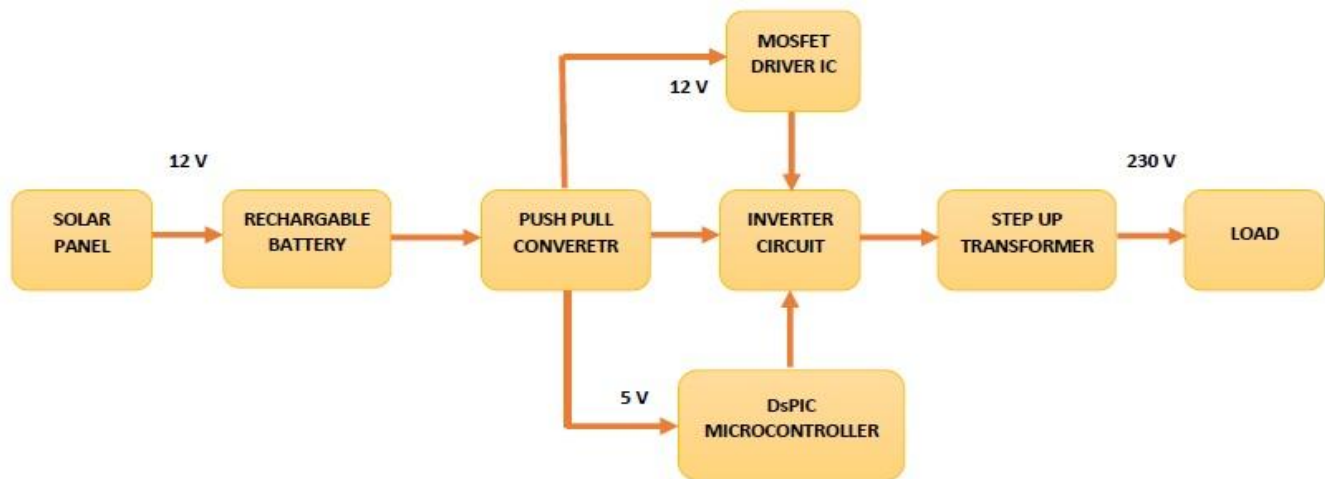 MOSFET
DRIVER IC
12 V
12 V
230 V
SOLAR
PANEL
RECHARGABLE
BATTERY
PUSH PULL
CONVERETR
INVERTER
CIRCUIT
STEP UP
TRANSFORMER
LOAD
5 V
DsPIC
MICROCONTROLLER